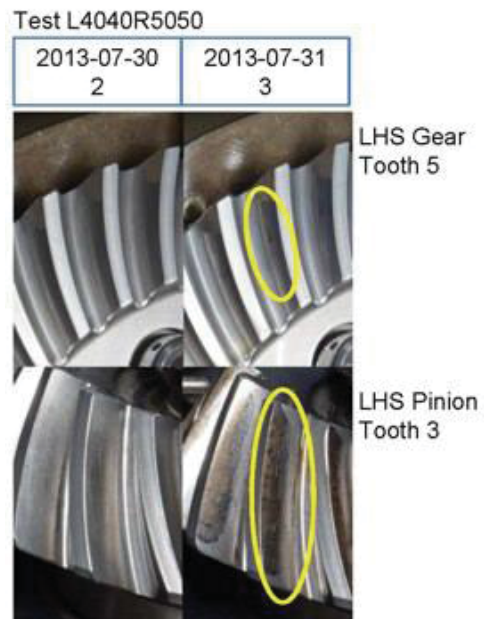 Test L4040R5050
2013-07-30
2
2013-07-31
3
LHS Gear
Tooth 5
LHS Pinion
Tooth 3